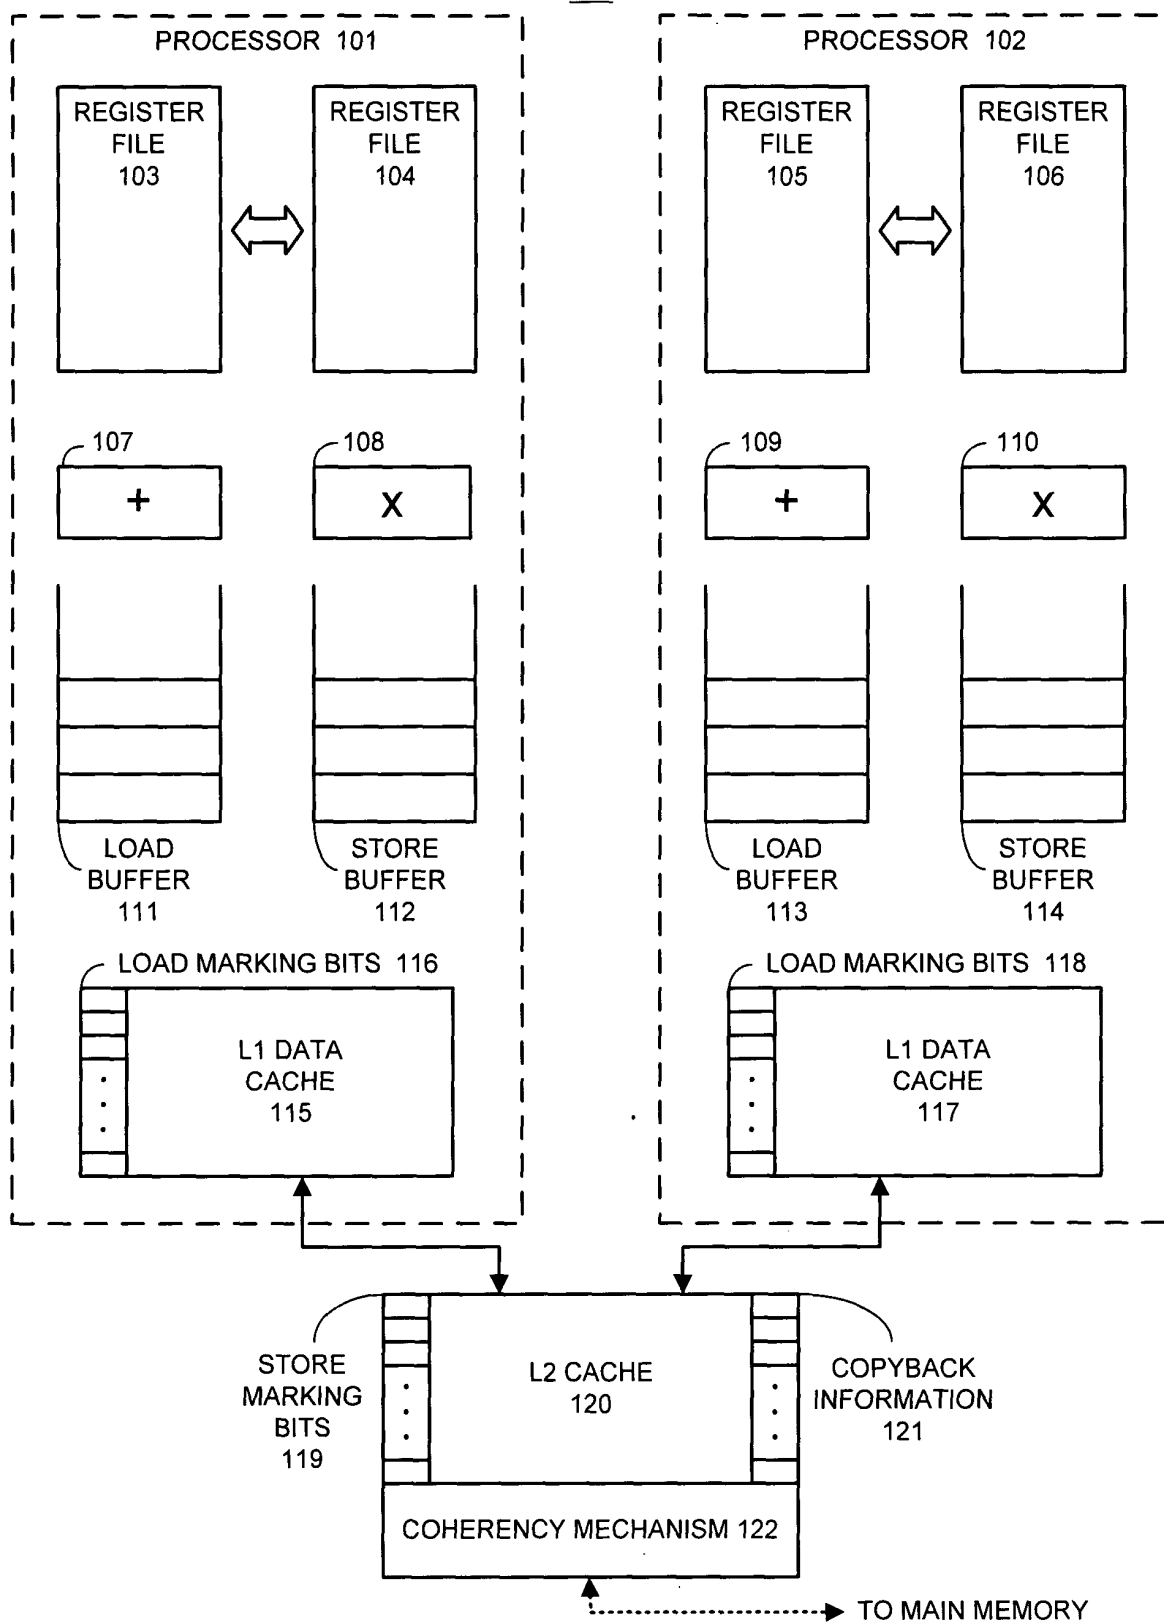 PROCESSOR 101
REGISTER
FILE
103
REGISTER
FILE
104
107
+
108
X
LOAD
BUFFER
111
STORE
BUFFER
112
LOAD MARKING BITS 116
L1 DATA
CACHE
115
PROCESSOR 102
REGISTER
FILE
105
REGISTER
FILE
106
109
+
110
X
LOAD
BUFFER
113
STORE
BUFFER
114
LOAD MARKING BITS 118
L1 DATA
CACHE
117
STORE
MARKING
BITS
119
L2 CACHE
120
COPYBACK
INFORMATION
121
COHERENCY MECHANISM 122
TO MAIN MEMORY